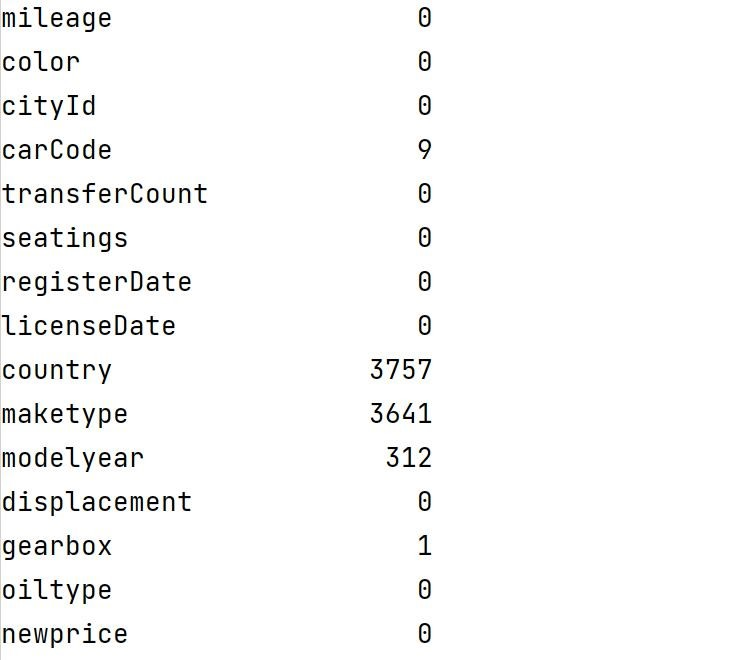 mileage 0
color 0
cityId 0
carCode 9
transferCount 0
seatings 0
registerDate 0
licenseDate 0
country 3757
maketype 3641
modelyear 312
displacement 0
gearbox 1
oiltype 0
newprice 0